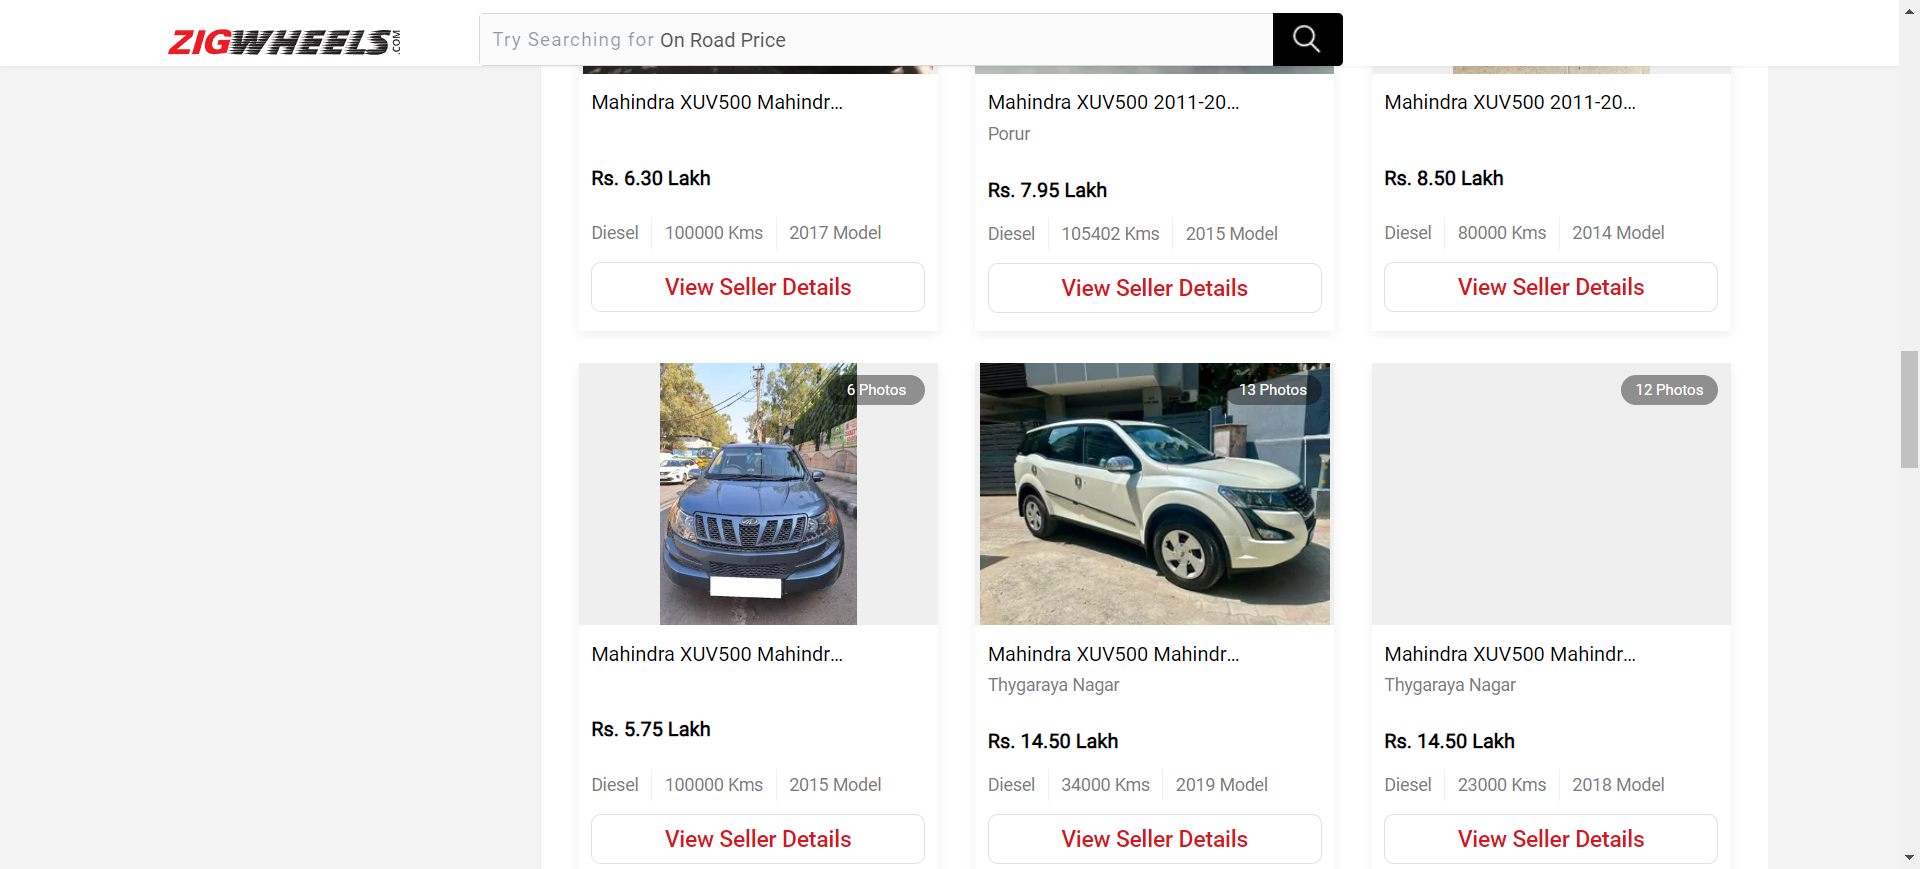 ZIGWHEELS.COM
Try Searching for On Road Price
Mahindra XUV500 Mahindr...
Rs. 6.30 Lakh
Diesel 100000 Kms 2017 Model
View Seller Details
Mahindra XUV500 2011-20...
Porur
Rs. 7.95 Lakh
Diesel 105402 Kms 2015 Model
View Seller Details
Mahindra XUV500 2011-20...
Rs. 8.50 Lakh
Diesel 80000 Kms 2014 Model
View Seller Details
6 Photos
Mahindra XUV500 Mahindr...
Rs. 5.75 Lakh
Diesel 100000 Kms 2015 Model
View Seller Details
13 Photos
Mahindra XUV500 Mahindr...
Thygaraya Nagar
Rs. 14.50 Lakh
Diesel 34000 Kms 2019 Model
View Seller Details
12 Photos
Mahindra XUV500 Mahindr...
Thygaraya Nagar
Rs. 14.50 Lakh
Diesel 23000 Kms 2018 Model
View Seller Details